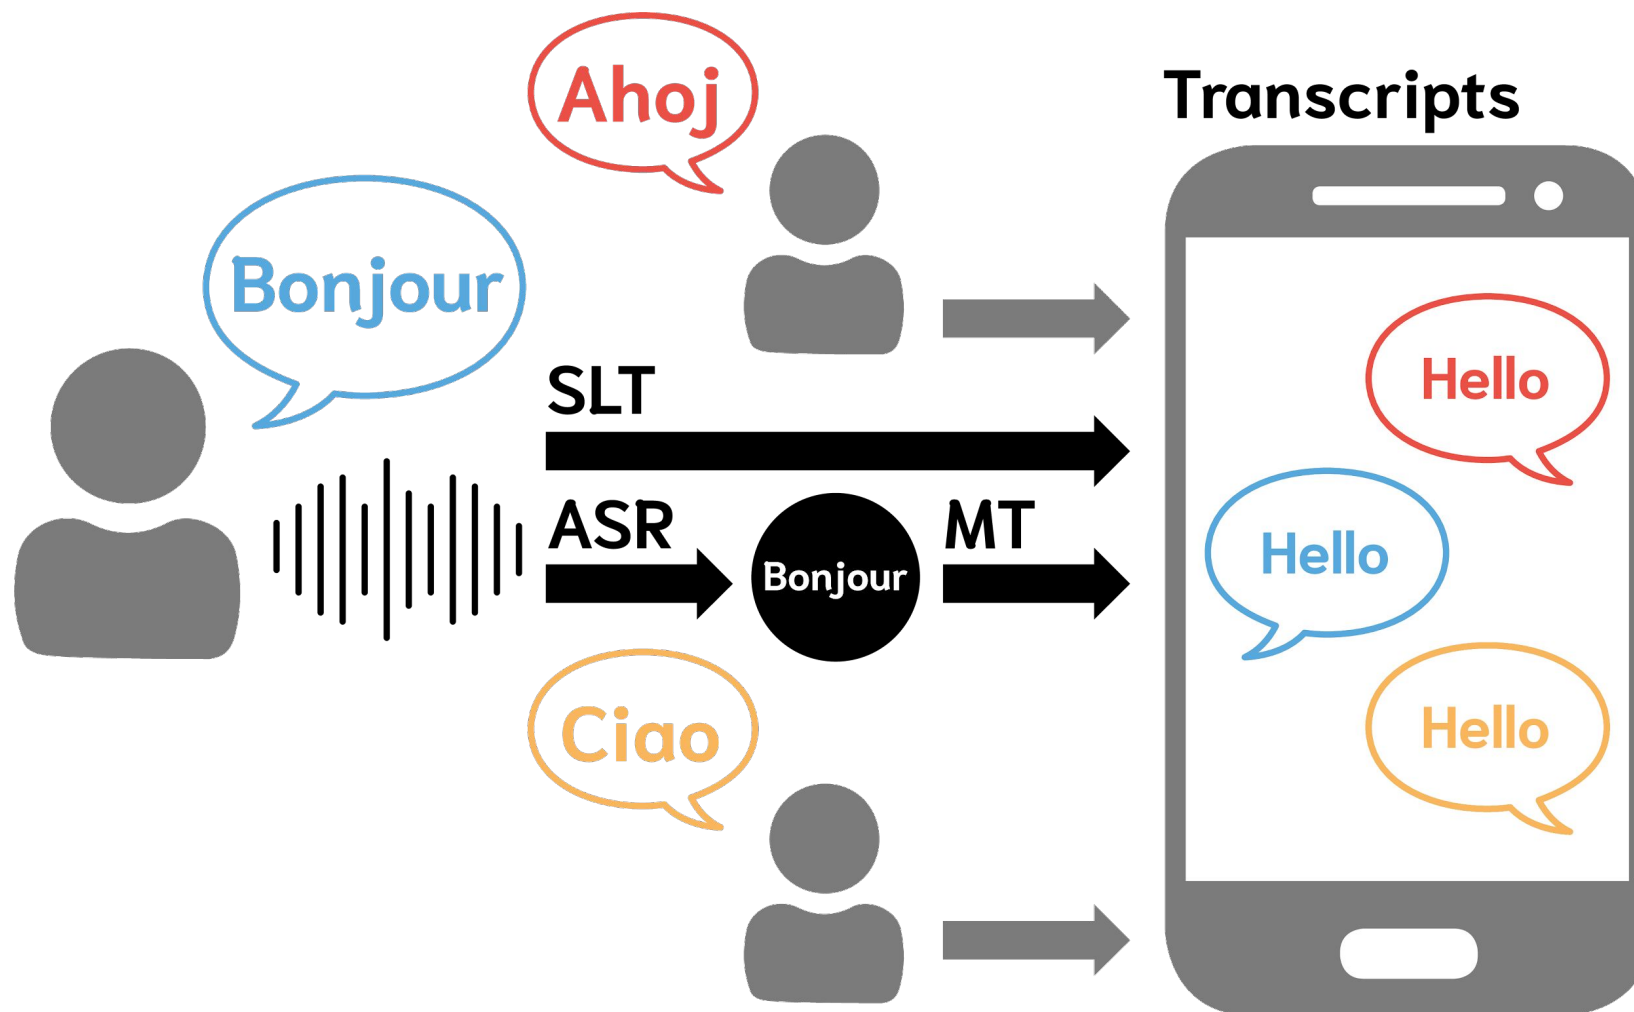 Ahoj
Transcripts
Bonjour
SLT
Hello
ASR
MT
Bonjour
Hello
Ciao
Hello